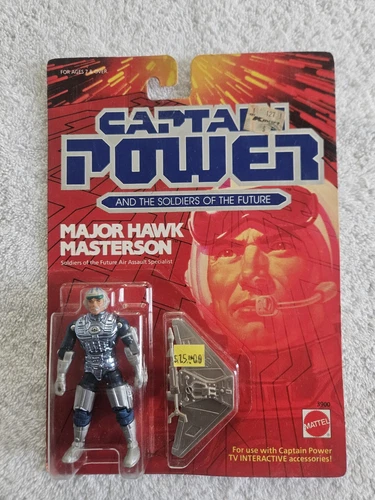 FOR AGES 7 & OVER.
CAPTAIN
POWER
AND THE SOLDIERS OF THE FUTURE
MAJOR HAWK
MASTERSON
Soldiers of the Future Air Assault Specialist
MATTEL
For use with Captain Power
TV INTERACTIVE accessories!